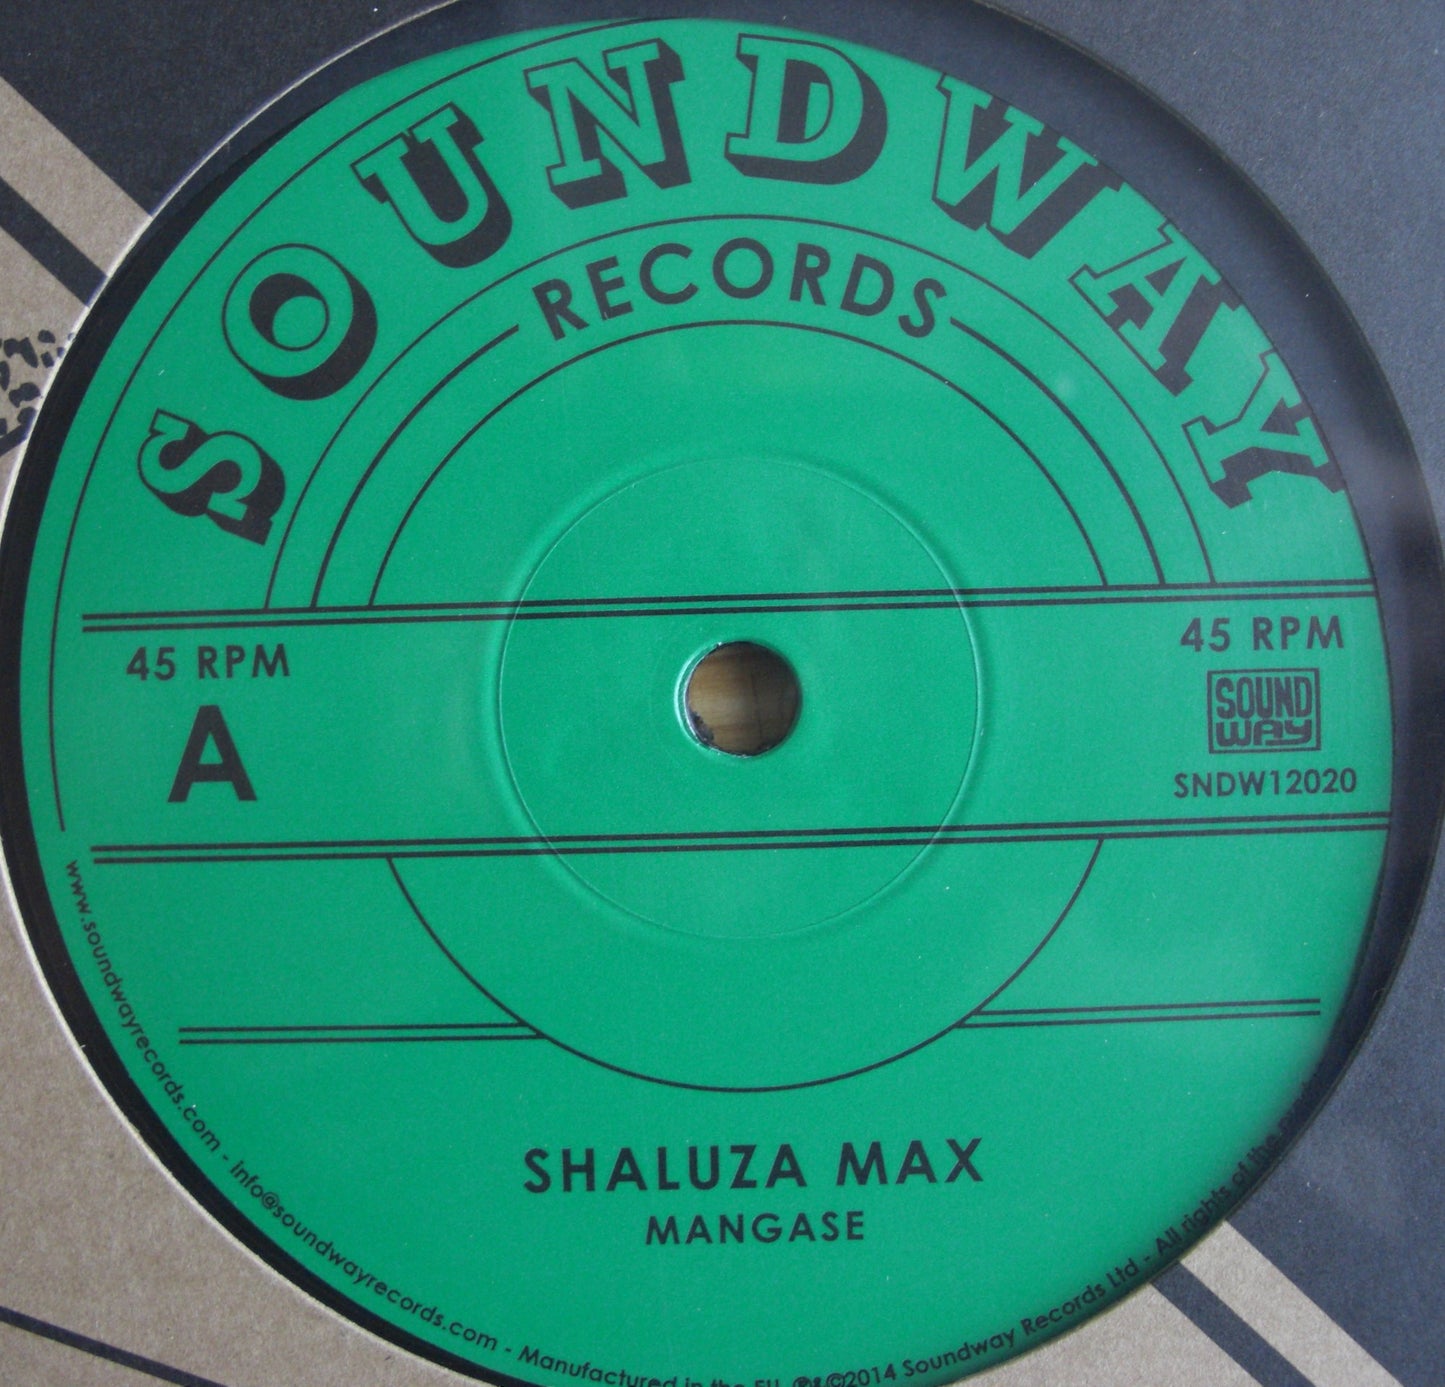 SOUNDWAY
RECORDS
45 RPM
A
45 RPM
SOUND
WAY
SNDW12020
SHALUZA MAX
MANGASE
www.soundwayrecords.com - info@soundwayrecords.com - Manufactured in the EU. ℗&©2014 Soundway Records Ltd - All rights of the